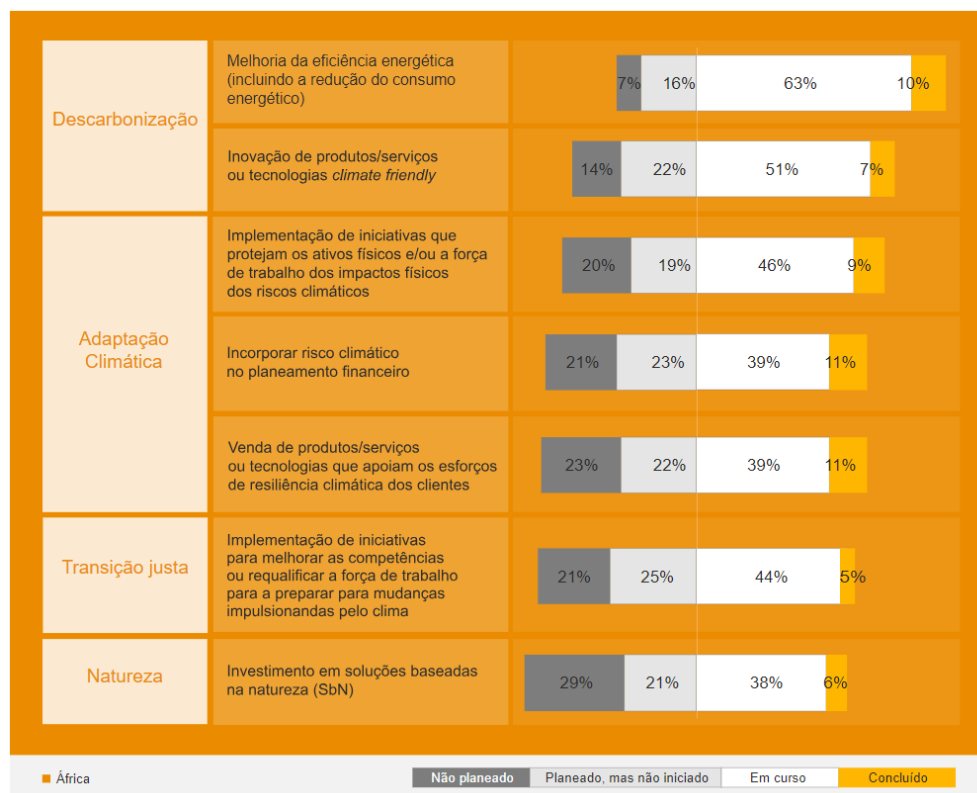 Descarbonização
Melhoria da eficiência energética
(incluindo a redução do consumo
energético)
7% 16% 63% 10%
Inovação de produtos/serviços
ou tecnologias climate friendly
14% 22% 51% 7%
Adaptação
Climática
Implementação de iniciativas que
protejam os ativos físicos e/ou a força
de trabalho dos impactos físicos
dos riscos climáticos
20% 19% 46% 9%
Incorporar risco climático
no planeamento financeiro
21% 23% 39% 11%
Venda de produtos/serviços
ou tecnologias que apoiam os esforços
de resiliência climática dos clientes
23% 22% 39% 11%
Transição justa
Implementação de iniciativas
para melhorar as competências
ou requalificar a força de trabalho
para a preparar para mudanças
impulsionandas pelo clima
21% 25% 44% 5%
Natureza
Investimento em soluções baseadas
na natureza (SbN)
29% 21% 38% 6%
África
Não planeado Planeado, mas não iniciado Em curso Concluído